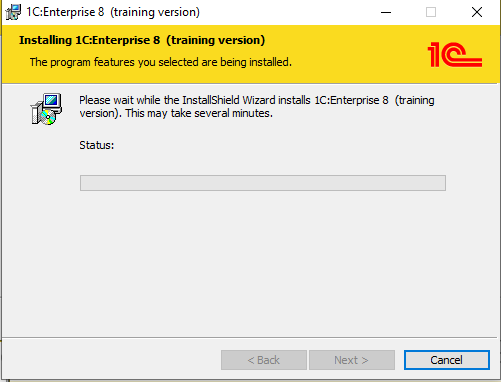 1C:Enterprise 8 (training version)
Installing 1C:Enterprise 8 (training version)
The program features you selected are being installed.
1C
Please wait while the InstallShield Wizard installs 1C:Enterprise 8 (training
version). This may take several minutes.
Status:
< Back
Next >
Cancel